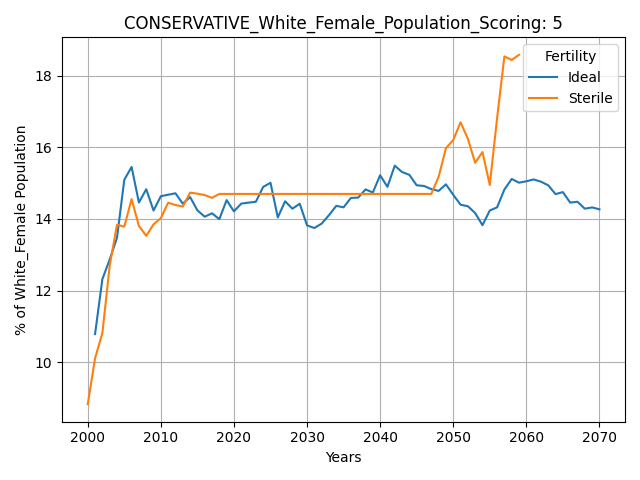 CONSERVATIVE_White_Female_Population_Scoring: 5
Fertility
Ideal
Sterile
18
16
14
12
10
% of White_Female Population
2000 2010 2020 2030 2040 2050 2060 2070
Years